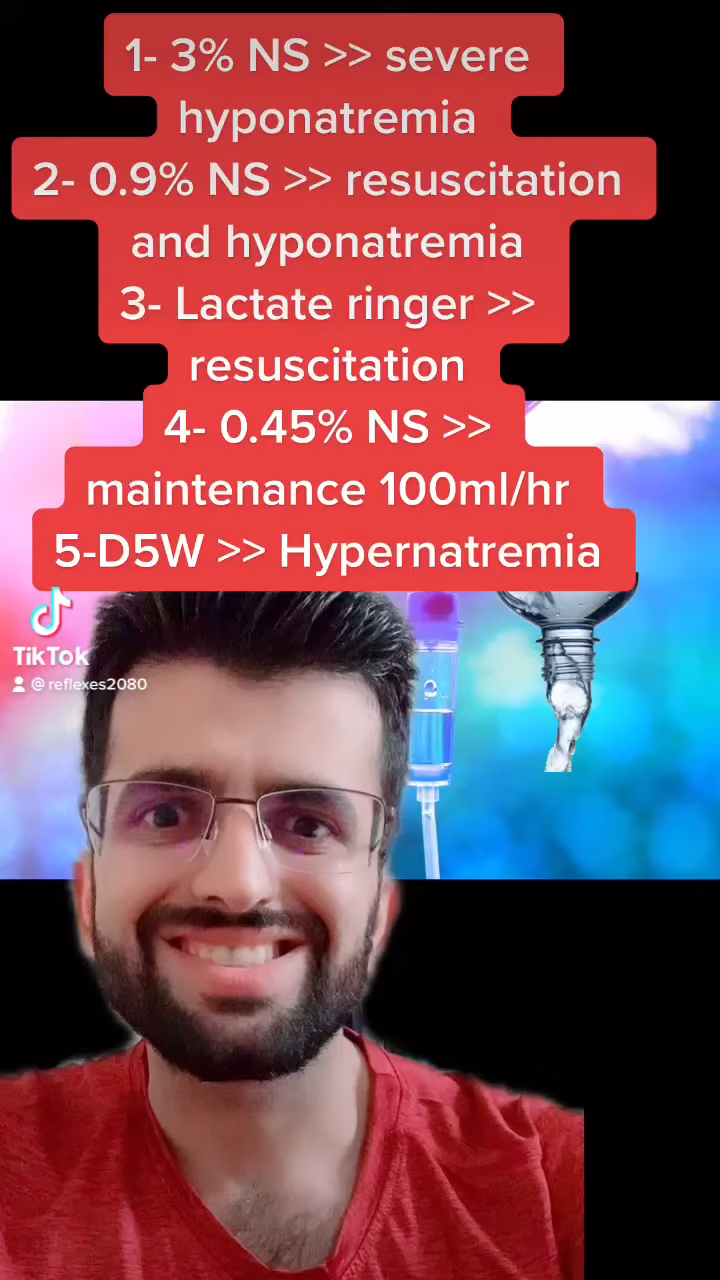 1- 3% NS >> severe
hyponatremia
2- 0.9% NS >> resuscitation
and hyponatremia
3- Lactate ringer >>
resuscitation
4- 0.45% NS >>
maintenance 100ml/hr
5-D5W >> Hypernatremia
TikTok
@reflexes2080